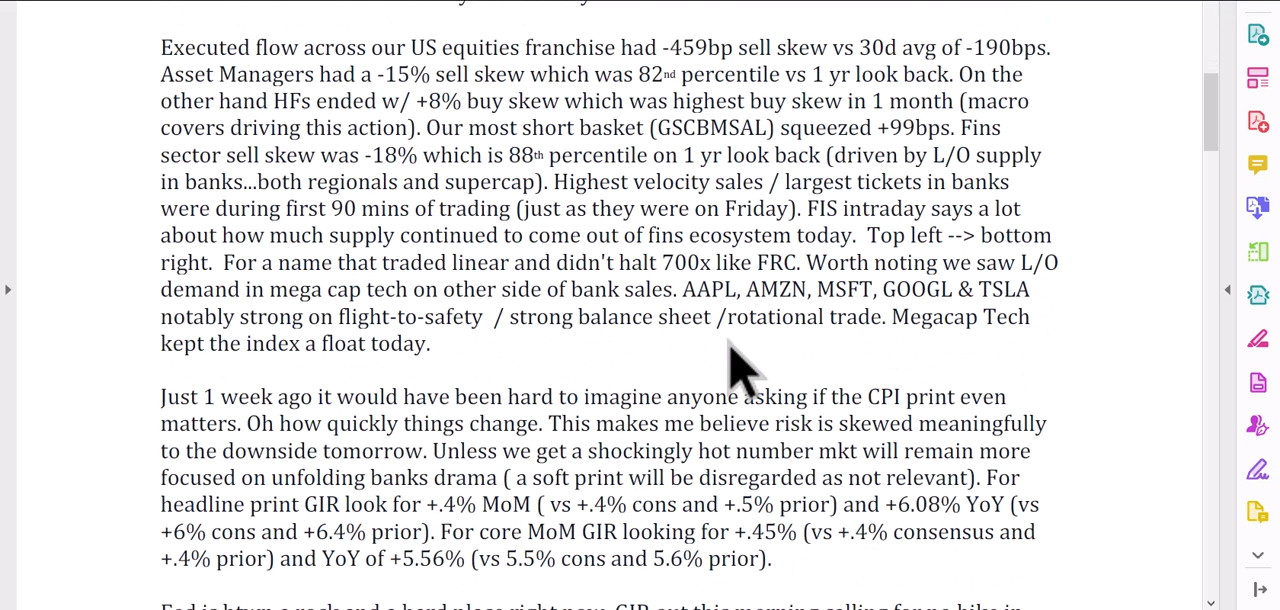 Executed flow across our US equities franchise had -459bp sell skew vs 30d avg of -190bps.
Asset Managers had a -15% sell skew which was 82nd percentile vs 1 yr look back. On the
other hand HFs ended w/ +8% buy skew which was highest buy skew in 1 month (macro
covers driving this action). Our most short basket (GSCBMSAL) squeezed +99bps. Fins
sector sell skew was -18% which is 88th percentile on 1 yr look back (driven by L/O supply
in banks...both regionals and supercap). Highest velocity sales / largest tickets in banks
were during first 90 mins of trading (just as they were on Friday). FIS intraday says a lot
about how much supply continued to come out of fins ecosystem today.  Top left --> bottom
right.  For a name that traded linear and didn't halt 700x like FRC. Worth noting we saw L/O
demand in mega cap tech on other side of bank sales. AAPL, AMZN, MSFT, GOOGL & TSLA
notably strong on flight-to-safety  / strong balance sheet /rotational trade. Megacap Tech
kept the index a float today.
Just 1 week ago it would have been hard to imagine anyone asking if the CPI print even
matters. Oh how quickly things change. This makes me believe risk is skewed meaningfully
to the downside tomorrow. Unless we get a shockingly hot number mkt will remain more
focused on unfolding banks drama ( a soft print will be disregarded as not relevant). For
headline print GIR look for +.4% MoM ( vs +.4% cons and +.5% prior) and +6.08% YoY (vs
+6% cons and +6.4% prior). For core MoM GIR looking for +.45% (vs +.4% consensus and
+.4% prior) and YoY of +5.56% (vs 5.5% cons and 5.6% prior).